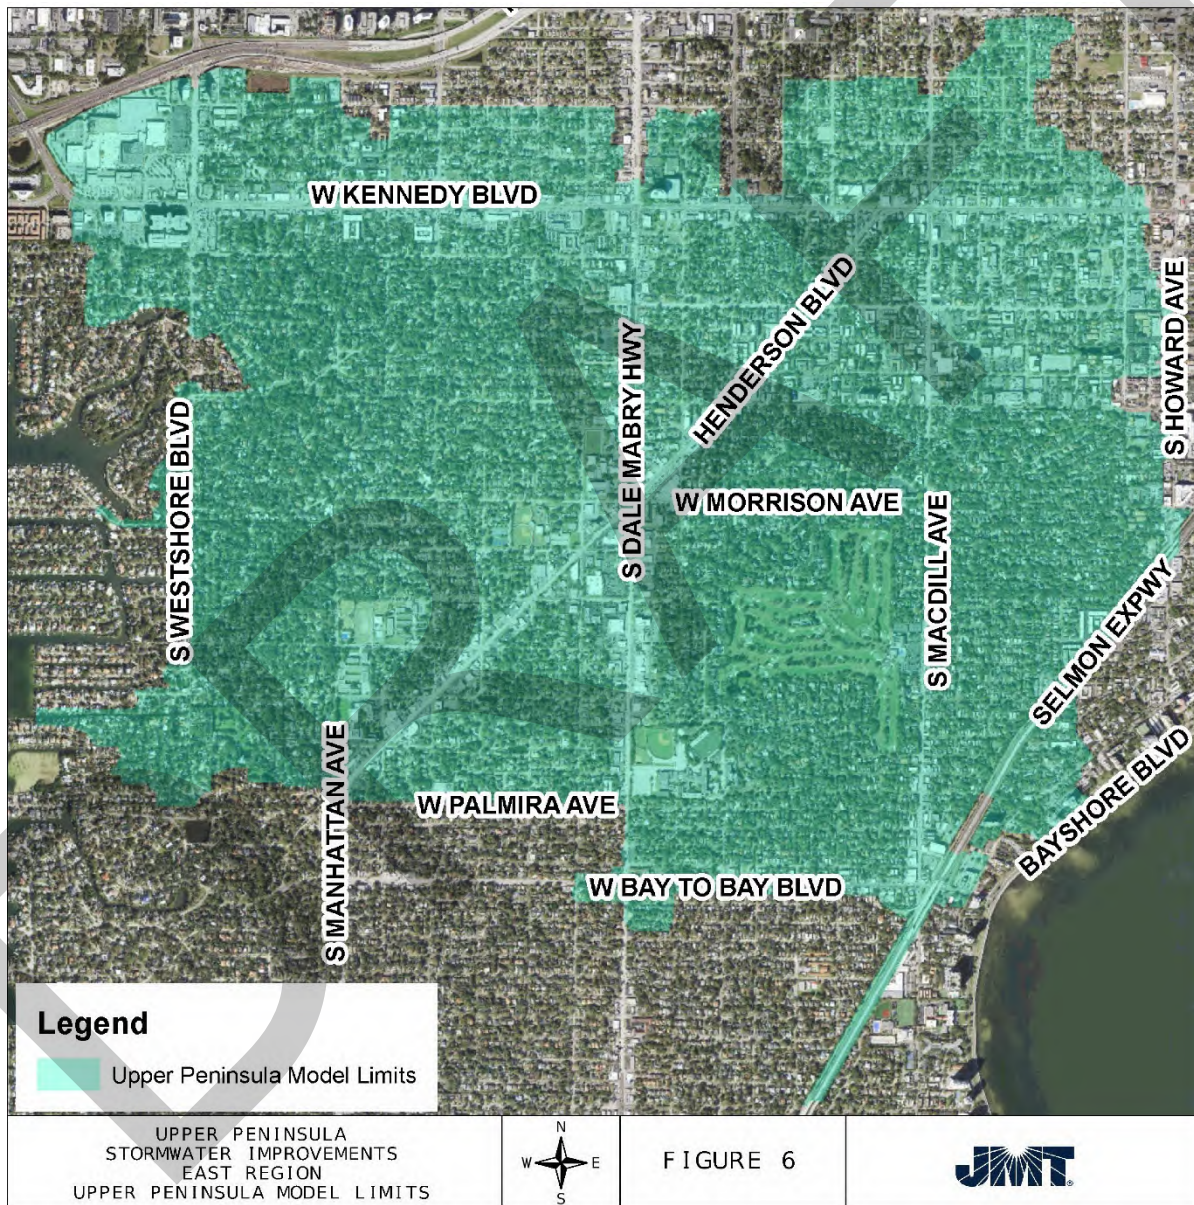 W KENNEDY BLVD
HENDERSON BLVD
S HOWARD AVE
S DALE MABRY HWY
S WESTSHORE BLVD
W MORRISON AVE
S MACDILL AVE
SELMON EXPWY
S MANHATTAN AVE
W PALMIRA AVE
BAYSHORE BLVD
W BAY TO BAY BLVD
DRAFT
Legend
Upper Peninsula Model Limits
UPPER PENINSULA
STORMWATER IMPROVEMENTS
EAST REGION
UPPER PENINSULA MODEL LIMITS
N
W E
S
FIGURE 6
JMT®